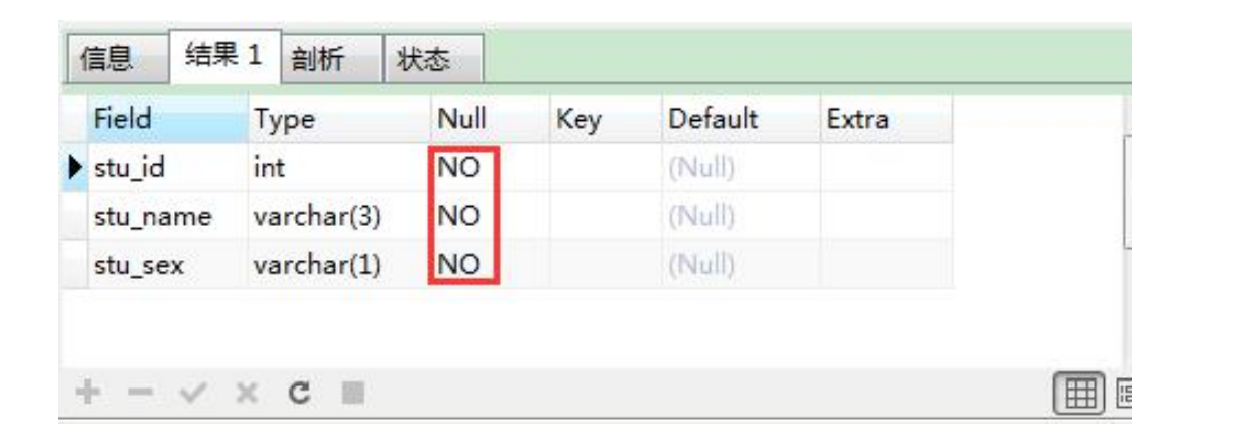 信息 结果 1 剖析 状态
Field Type Null Key Default Extra
stu_id int NO (Null)
stu_name varchar(3) NO (Null)
stu_sex varchar(1) NO (Null)